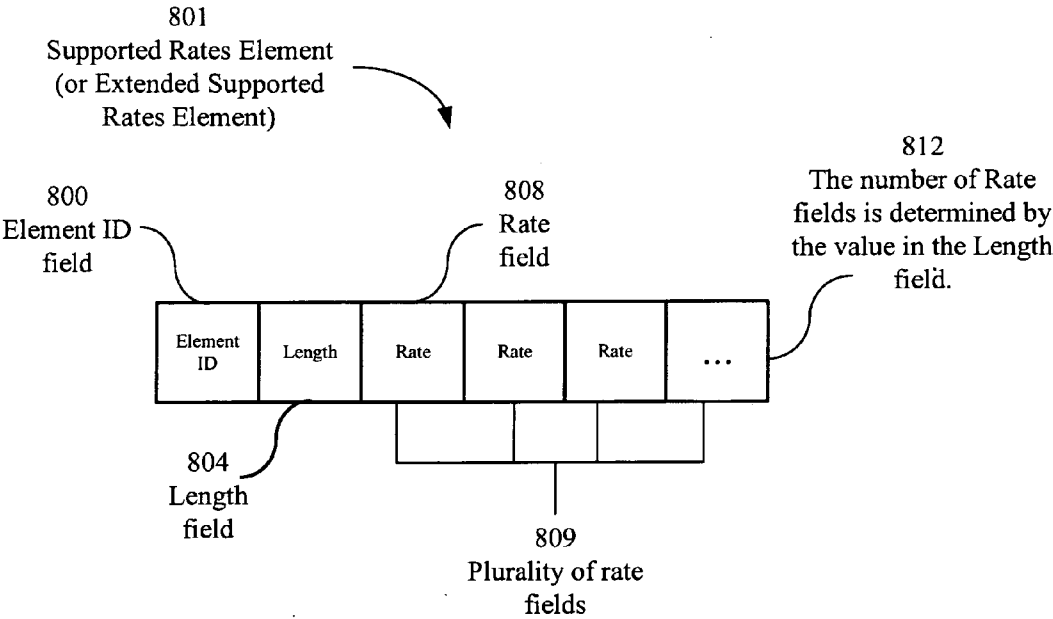 801
Supported Rates Element
(or Extended Supported
Rates Element)
812
The number of Rate
fields is determined by
the value in the Length
field.
800
Element ID
field
808
Rate
field
Element
ID
Length
Rate
Rate
Rate
...
804
Length
field
809
Plurality of rate
fields